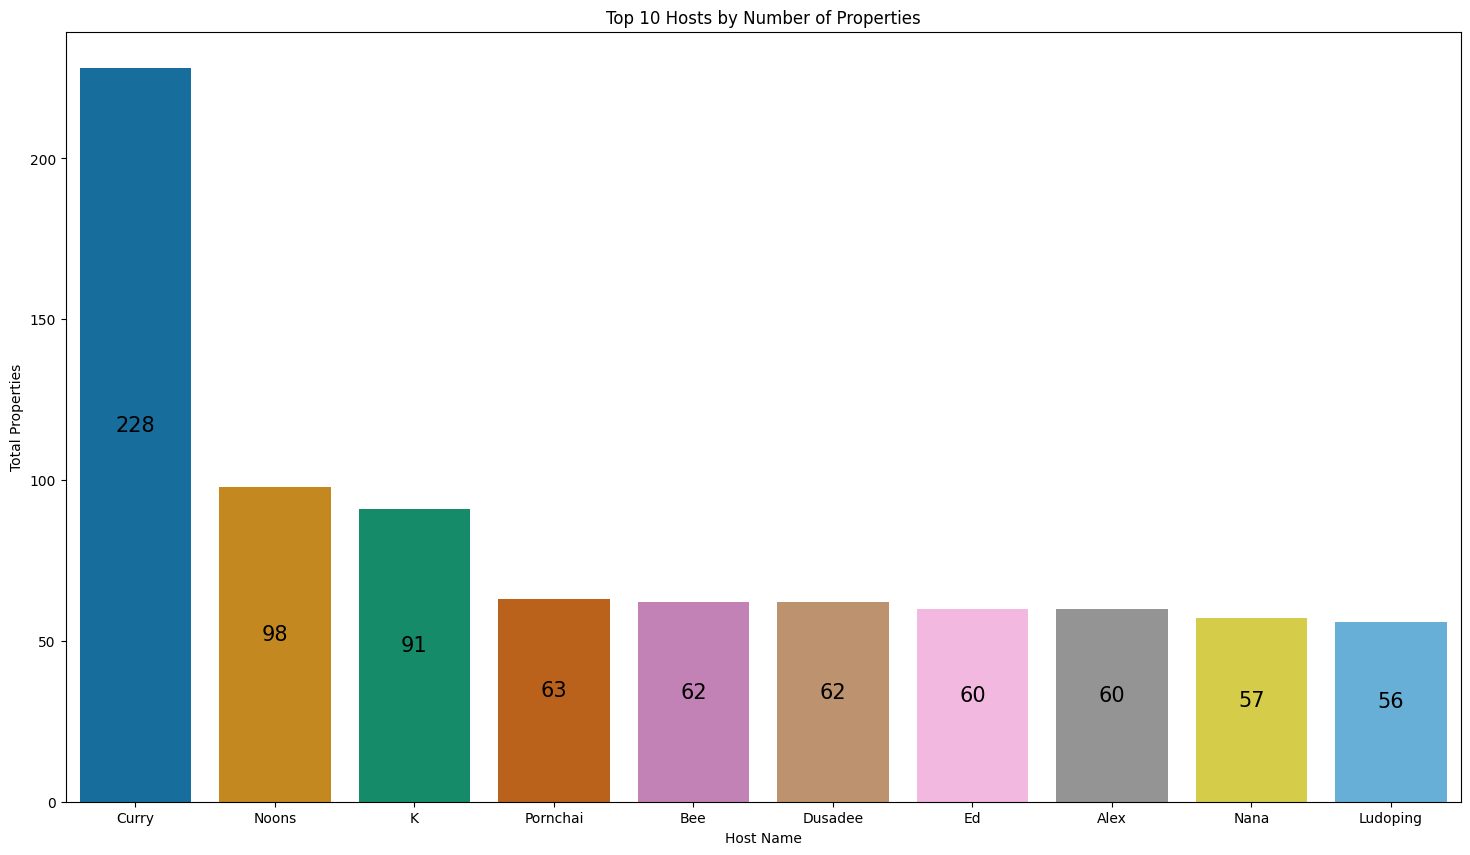 Top 10 Hosts by Number of Properties
Total Properties
200
150
100
50
0
228
98
91
63
62
62
60
60
57
56
Curry
Noons
K
Pornchai
Bee
Dusadee
Ed
Alex
Nana
Ludoping
Host Name